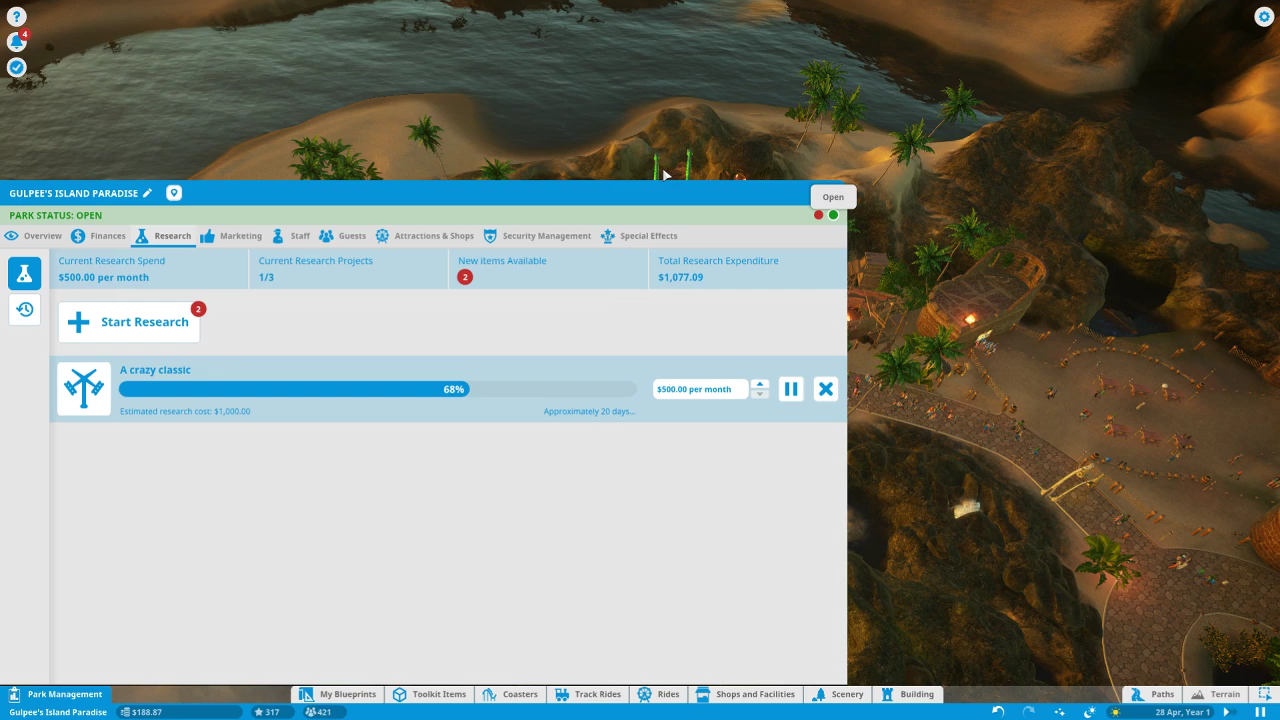 ?
4
GULPEE'S ISLAND PARADISE
Open
PARK STATUS: OPEN
Overview Finances Research Marketing Staff Guests Attractions & Shops Security Management Special Effects
Current Research Spend Current Research Projects New items Available Total Research Expenditure
$500.00 per month 1/3 2 $1,077.09
Start Research 2
A crazy classic
68% $500.00 per month
Estimated research cost: $1,000.00 Approximately 20 days...
Park Management My Blueprints Toolkit Items Coasters Track Rides Rides Shops and Facilities Scenery Building Paths Terrain
Gulpee's Island Paradise $188.87 317 421 28 Apr, Year 1